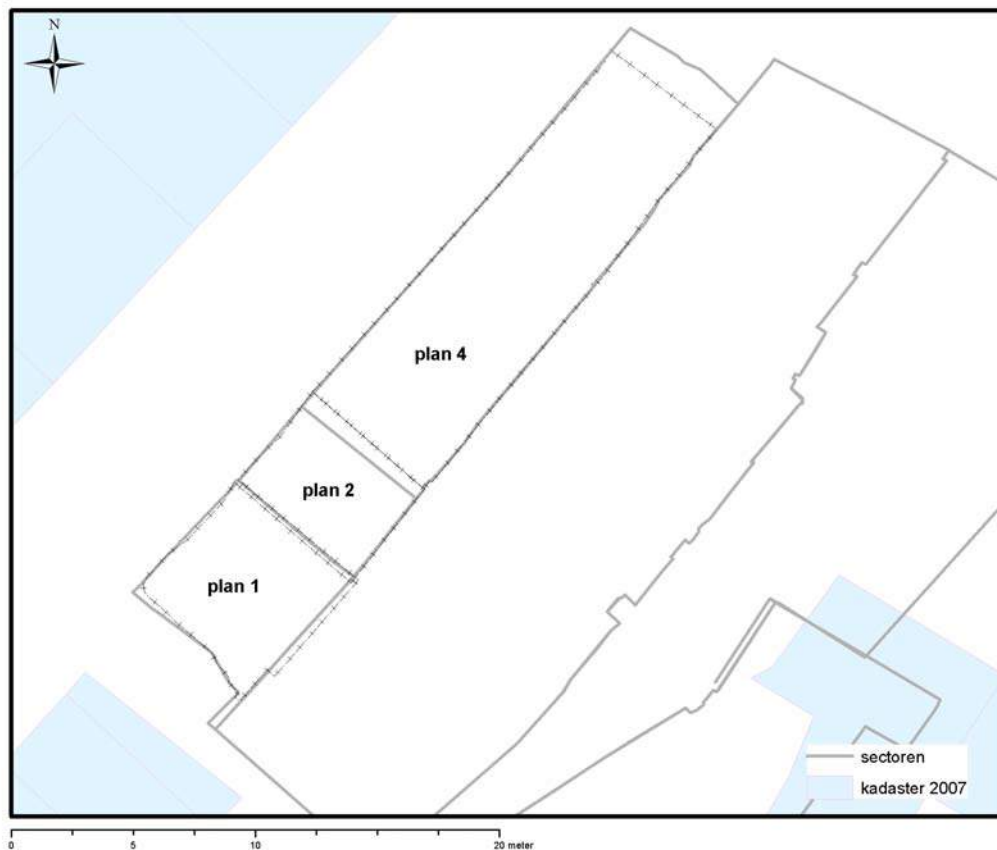 N
plan 4
plan 2
plan 1
sectoren
kadaster 2007
0 5 10 20 meter